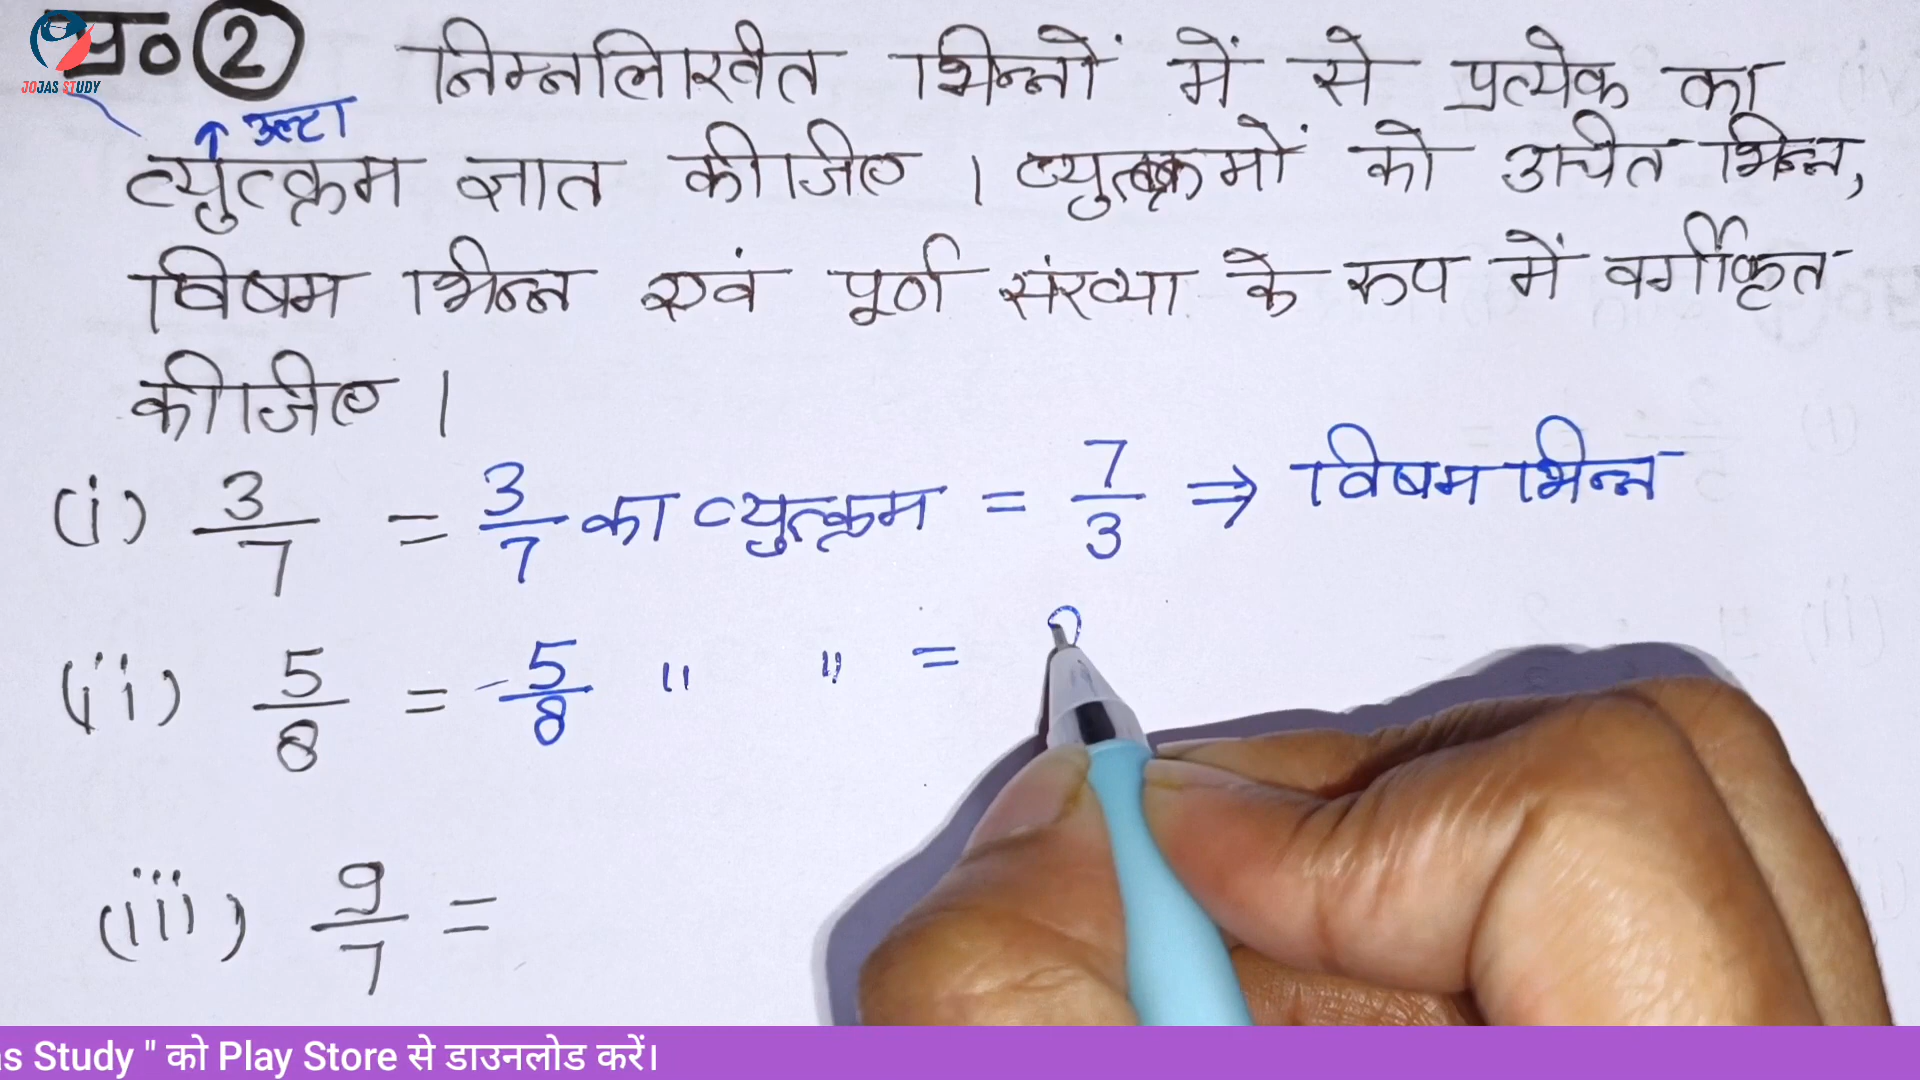 JOJAS STUDY
प्र० 2 निम्नलिखित भिन्नों में से प्रत्येक का
उल्टा
व्युत्क्रम ज्ञात कीजिए । व्युत्क्रमों को उचित भिन्न,
विषम भिन्न एवं पूर्ण संख्या के रूप में वर्गीकृत
कीजिए ।
(i) 3/7 = 3/7 का व्युत्क्रम = 7/3 ⇒ विषम भिन्न
(ii) 5/8 = 5/8 " " =
(iii) 9/7 =
as Study " को Play Store से डाउनलोड करें।